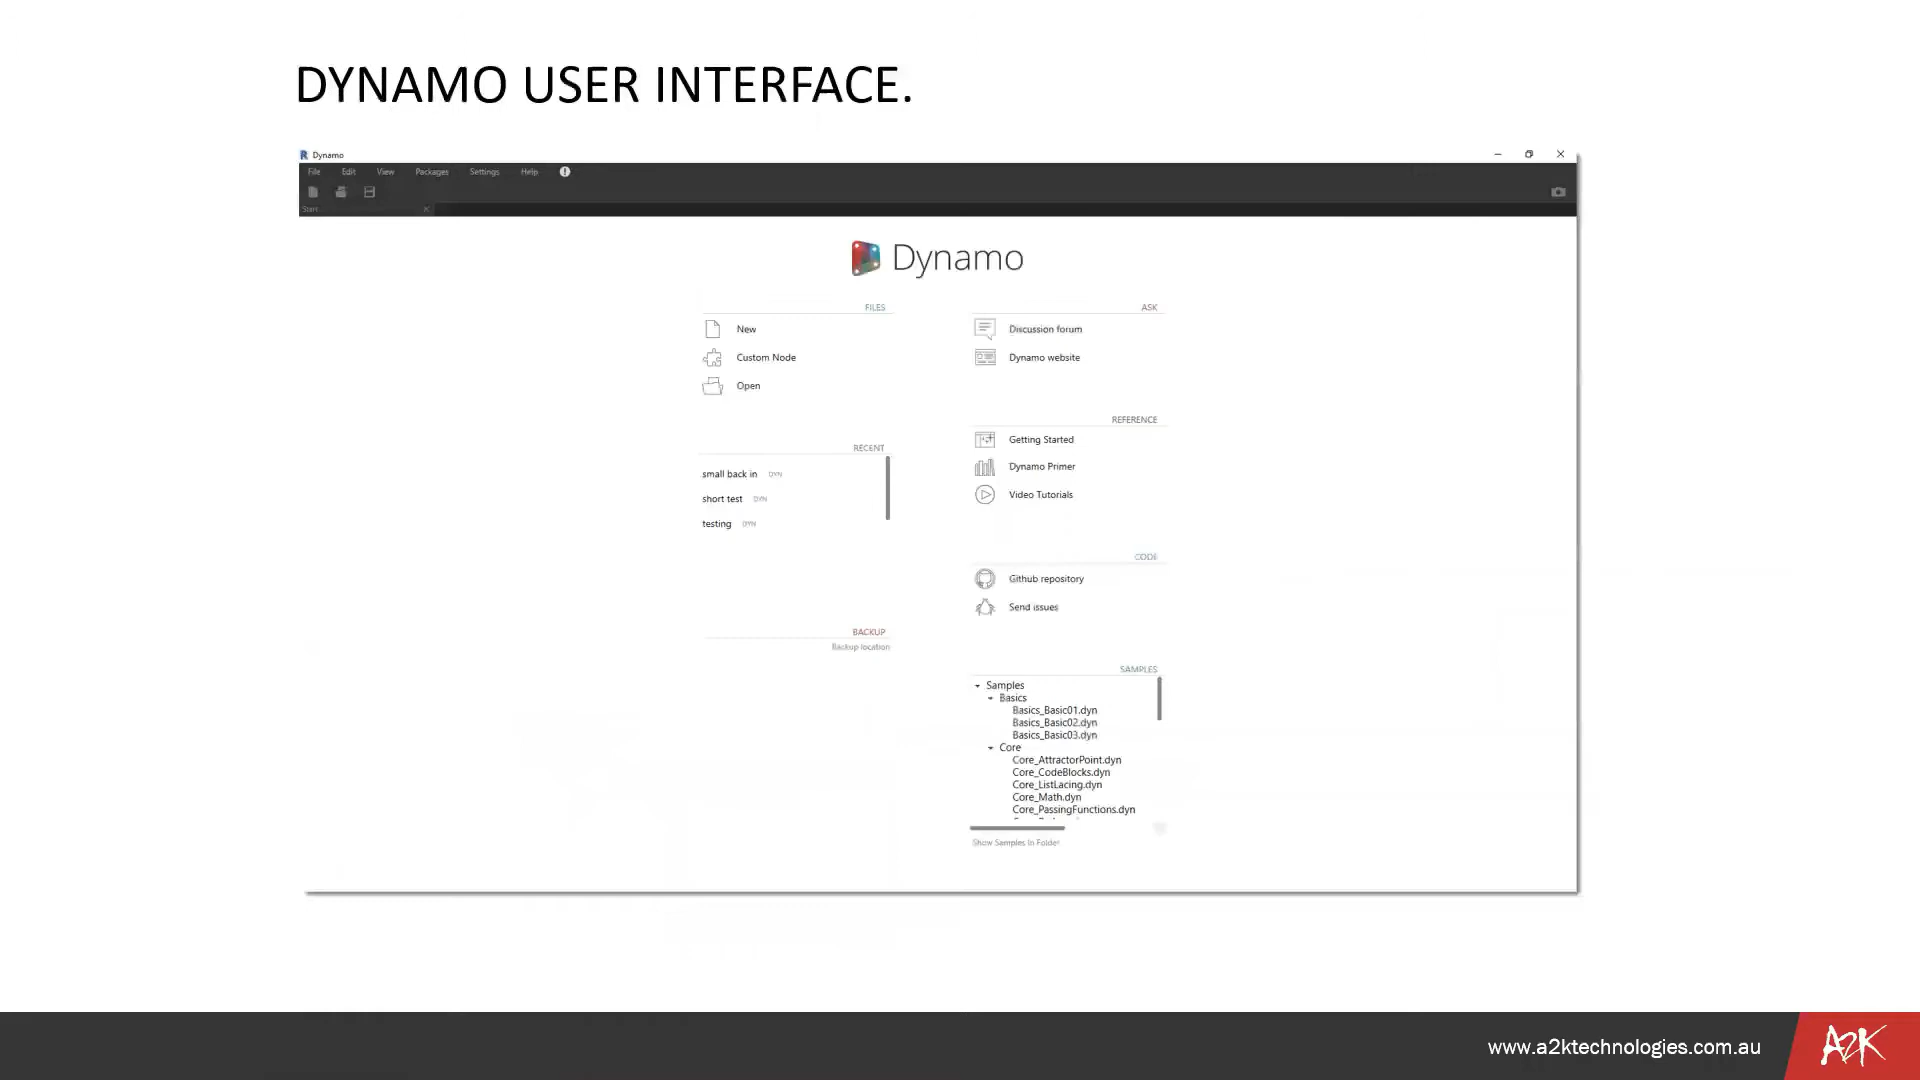 DYNAMO USER INTERFACE.
Dynamo
File Edit View Packages Settings Help
Start
Dynamo
FILES
New
Custom Node
Open
RECENT
small back in DYN
short test DYN
testing DYN
BACKUP
Backup location
ASK
Discussion forum
Dynamo website
REFERENCE
Getting Started
Dynamo Primer
Video Tutorials
CODE
Github repository
Send issues
SAMPLES
Samples
Basics
Basics_Basic01.dyn
Basics_Basic02.dyn
Basics_Basic03.dyn
Core
Core_AttractorPoint.dyn
Core_CodeBlocks.dyn
Core_ListLacing.dyn
Core_Math.dyn
Core_PassingFunctions.dyn
Show Samples In Folder
www.a2ktechnologies.com.au
A2K